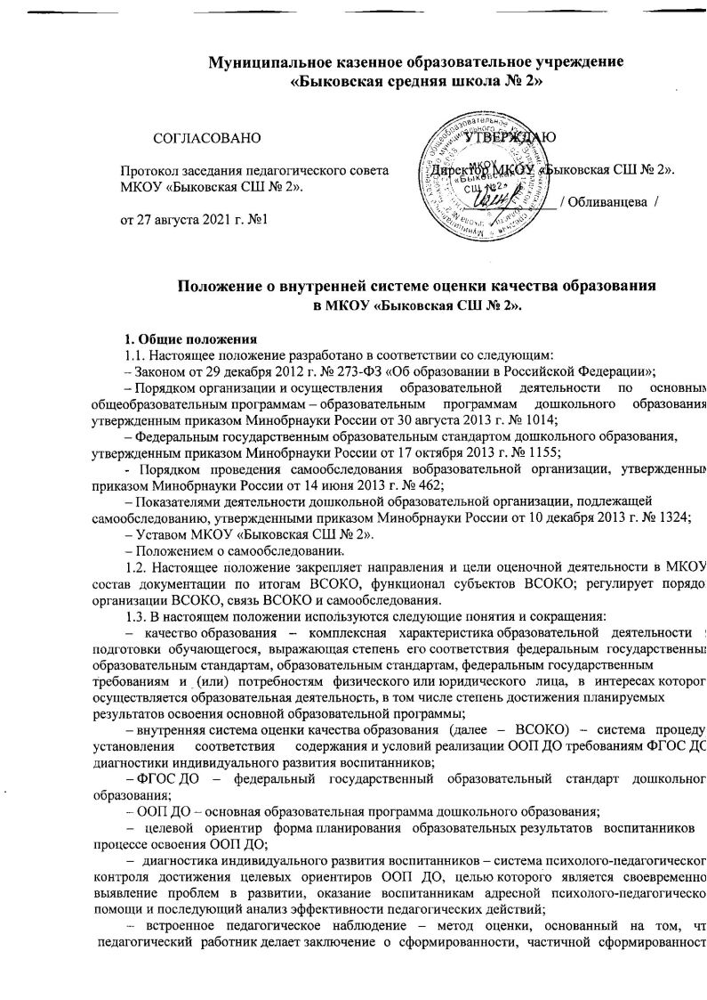 Муниципальное казенное образовательное учреждение
«Быковская средняя школа № 2»
СОГЛАСОВАНО
Протокол заседания педагогического совета
МКОУ «Быковская СШ № 2».
от 27 августа 2021 г. №1
УТВЕРЖДАЮ
Директор МКОУ «Быковская СШ № 2».
/ Обливанцева /
МКОУ
«Быковская
СШ №2»
Положение о внутренней системе оценки качества образования
в МКОУ «Быковская СШ № 2».
1. Общие положения
1.1. Настоящее положение разработано в соответствии со следующим:
– Законом от 29 декабря 2012 г. № 273-ФЗ «Об образовании в Российской Федерации»;
– Порядком организации и осуществления образовательной деятельности по основным
общеобразовательным программам – образовательным программам дошкольного образования
утвержденным приказом Минобрнауки России от 30 августа 2013 г. № 1014;
– Федеральным государственным образовательным стандартом дошкольного образования,
утвержденным приказом Минобрнауки России от 17 октября 2013 г. № 1155;
- Порядком проведения самообследования вобразовательной организации, утвержденны
приказом Минобрнауки России от 14 июня 2013 г. № 462;
– Показателями деятельности дошкольной образовательной организации, подлежащей
самообследованию, утвержденными приказом Минобрнауки России от 10 декабря 2013 г. № 1324;
– Уставом МКОУ «Быковская СШ № 2».
– Положением о самообследовании.
1.2. Настоящее положение закрепляет направления и цели оценочной деятельности в МКОУ
состав документации по итогам ВСОКО, функционал субъектов ВСОКО; регулирует порядо
организации ВСОКО, связь ВСОКО и самообследования.
1.3. В настоящем положении используются следующие понятия и сокращения:
– качество образования – комплексная характеристика образовательной деятельности
подготовки обучающегося, выражающая степень его соответствия федеральным государственны
образовательным стандартам, образовательным стандартам, федеральным государственным
требованиям и (или) потребностям физического или юридического лица, в интересах которог
осуществляется образовательная деятельность, в том числе степень достижения планируемых
результатов освоения основной образовательной программы;
– внутренняя система оценки качества образования (далее – ВСОКО) – система процеду
установления соответствия содержания и условий реализации ООП ДО требованиям ФГОС ДО
диагностики индивидуального развития воспитанников;
– ФГОС ДО – федеральный государственный образовательный стандарт дошкольног
образования;
– ООП ДО – основная образовательная программа дошкольного образования;
– целевой ориентир форма планирования образовательных результатов воспитанников
процессе освоения ООП ДО;
– диагностика индивидуального развития воспитанников – система психолого-педагогическог
контроля достижения целевых ориентиров ООП ДО, целью которого является своевременно
выявление проблем в развитии, оказание воспитанникам адресной психолого-педагогическо
помощи и последующий анализ эффективности педагогических действий;
– встроенное педагогическое наблюдение – метод оценки, основанный на том, чт
педагогический работник делает заключение о сформированности, частичной сформированност